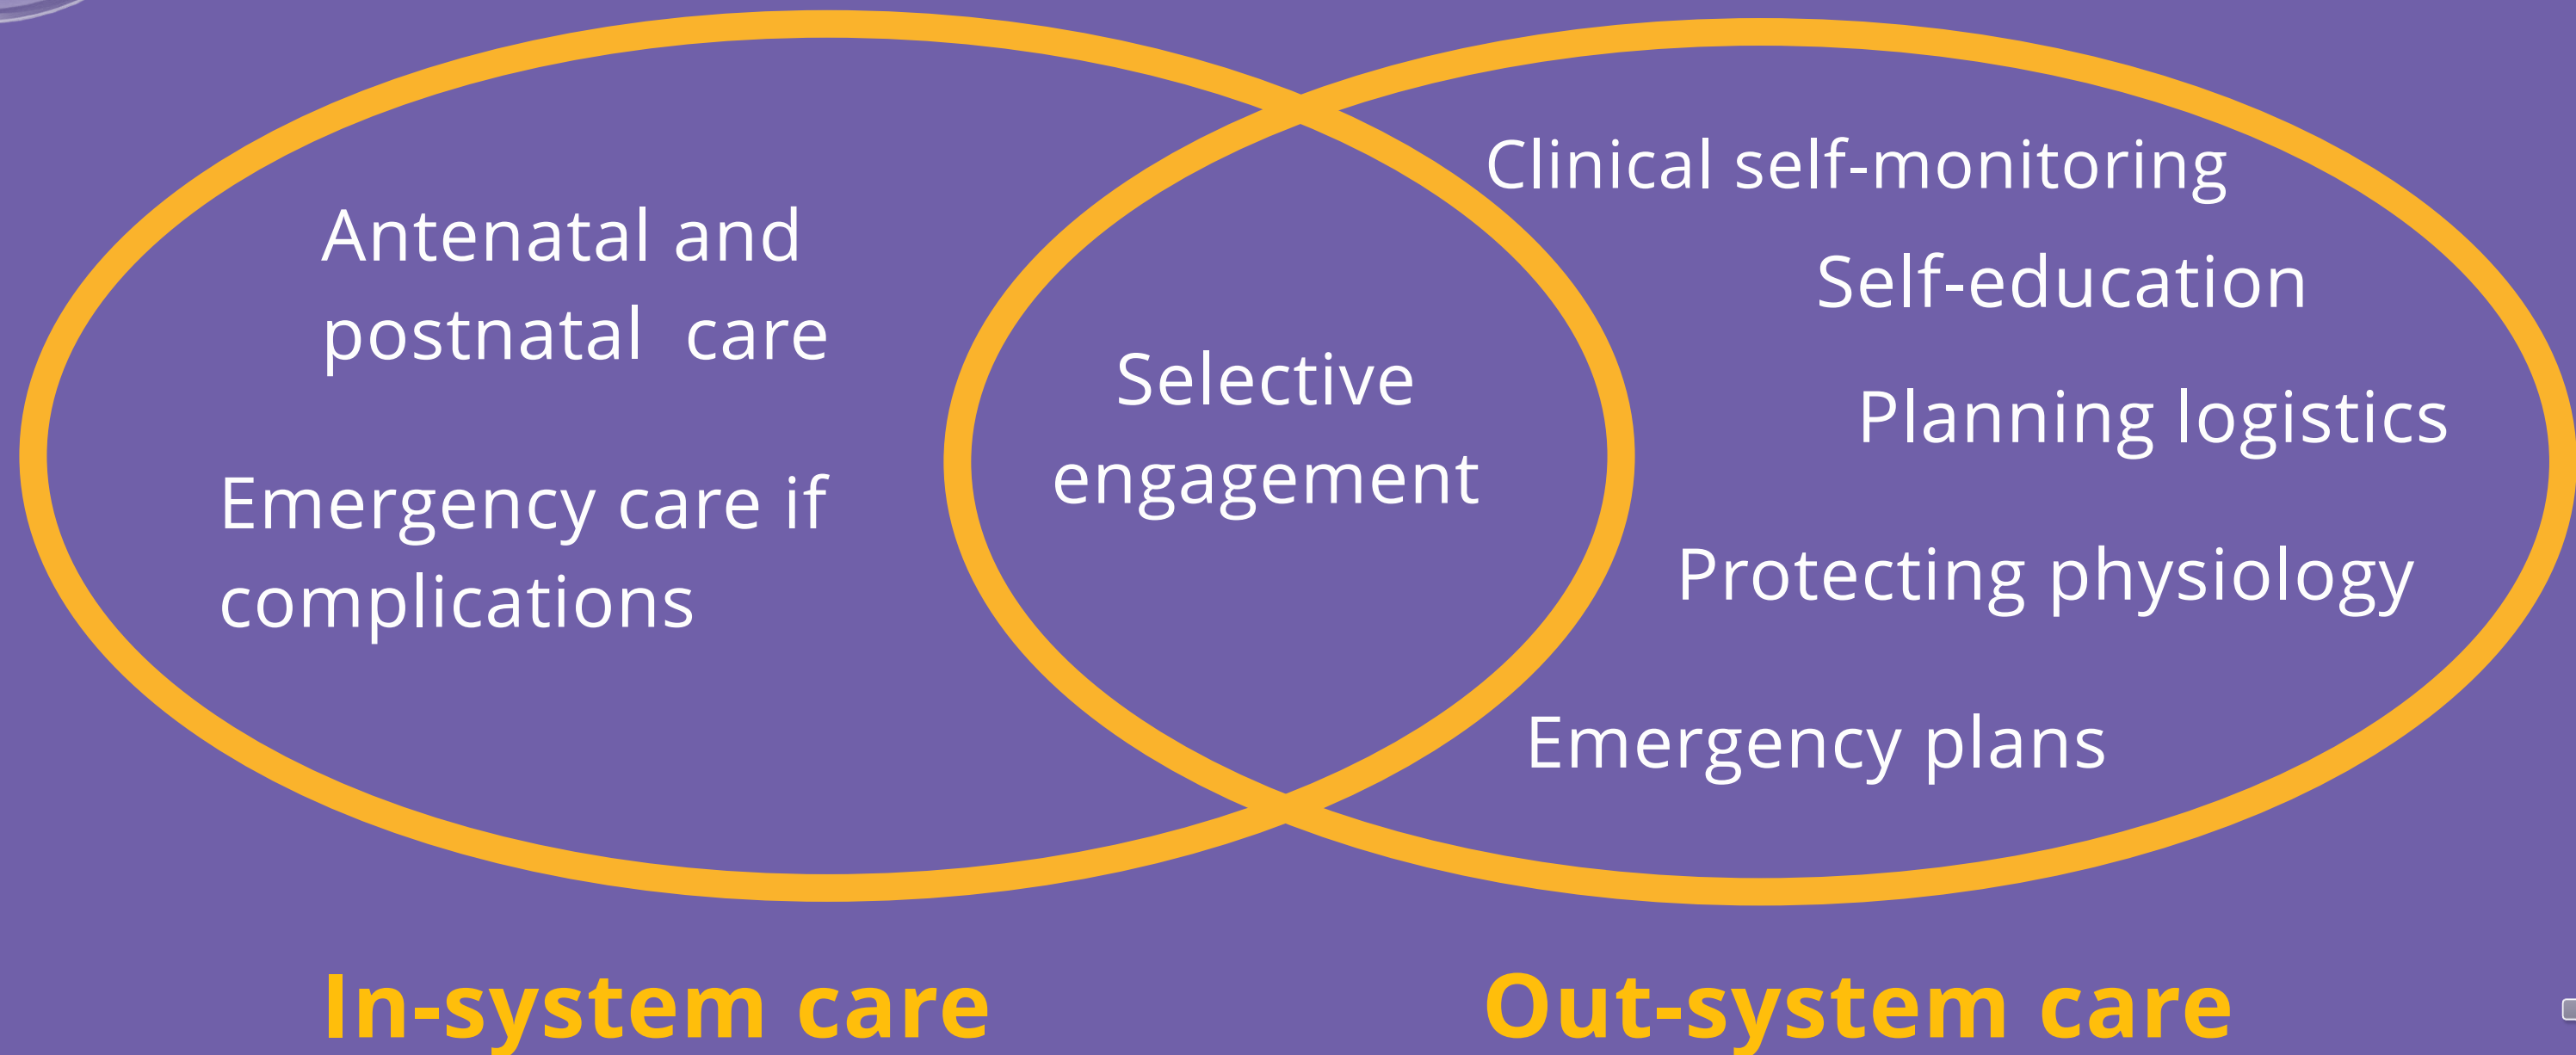 Antenatal and
postnatal care
Emergency care if
complications
Selective
engagement
Clinical self-monitoring
Self-education
Planning logistics
Protecting physiology
Emergency plans
In-system care
Out-system care